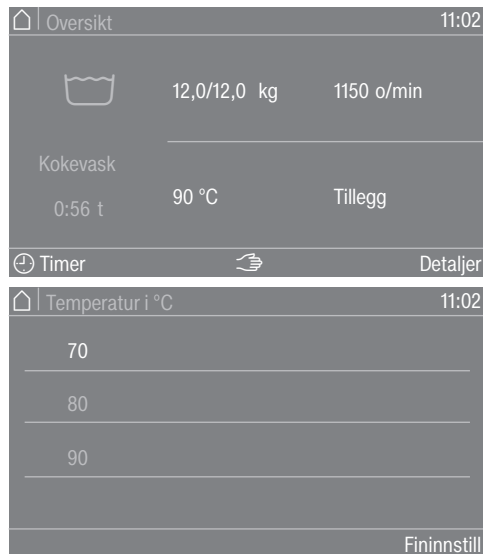 Oversikt 11:02
12,0/12,0 kg 1150 o/min
Kokevask
0:56 t
90 °C Tillegg
Timer Detaljer
Temperatur i °C 11:02
70
80
90
Fininnstill